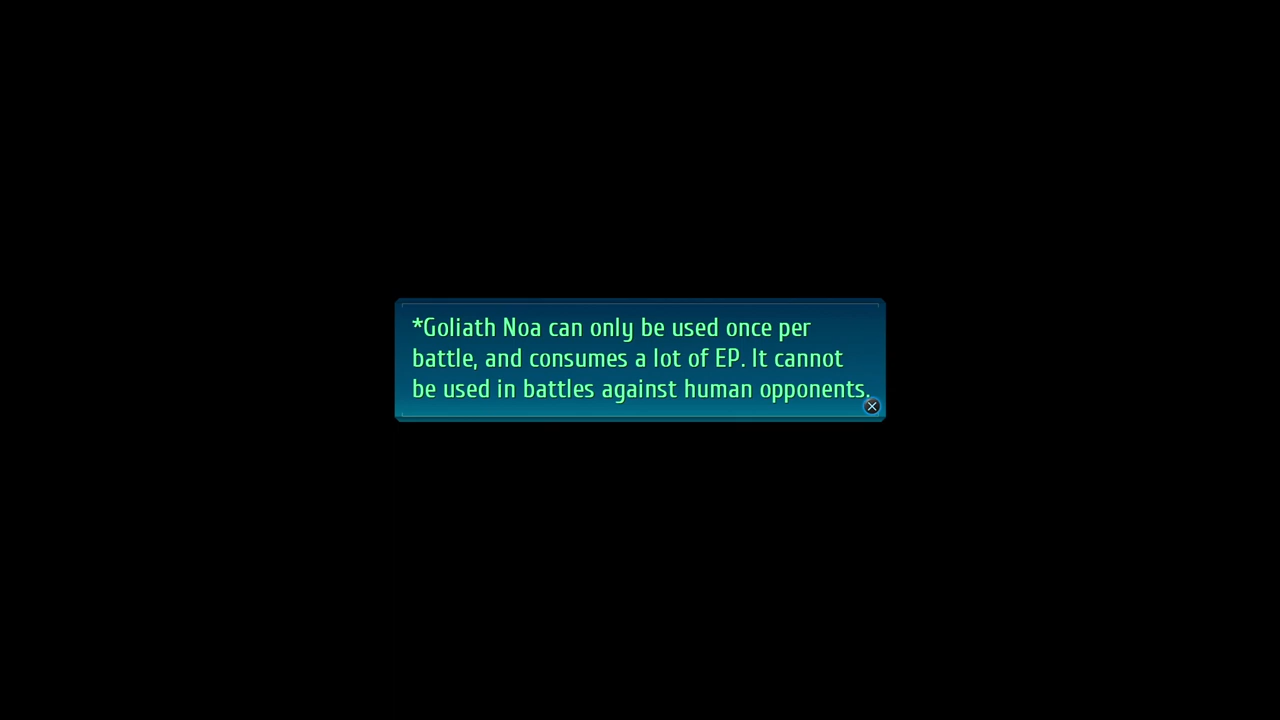 *Goliath Noa can only be used once per
battle, and consumes a lot of EP. It cannot
be used in battles against human opponents.